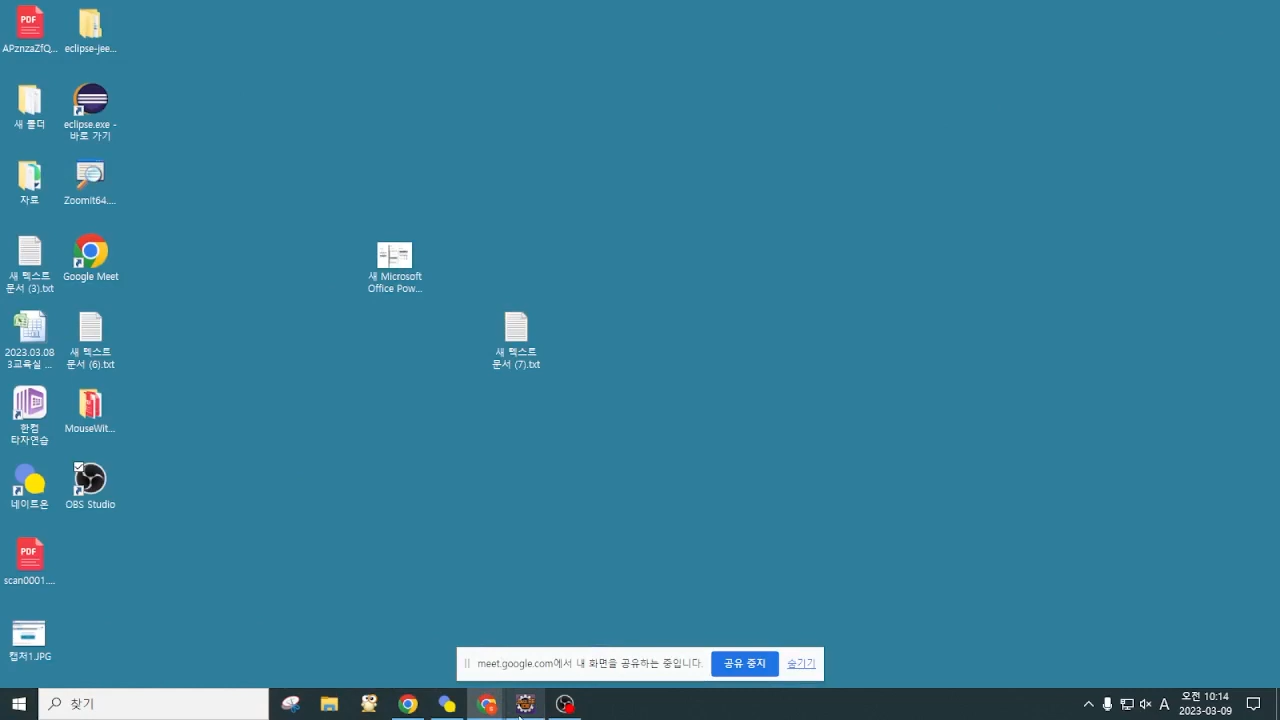 APznzaZfQ...
eclipse-jee...
새 폴더
eclipse.exe -
바로 가기
자료
ZoomIt64....
새 텍스트
문서 (3).txt
Google Meet
새 Microsoft
Office Pow...
2023.03.08
3교육실 ...
새 텍스트
문서 (6).txt
새 텍스트
문서 (7).txt
한컴
타자연습
MouseWit...
네이트온
OBS Studio
PDF
scan0001....
캡처1.JPG
meet.google.com에서 내 화면을 공유하는 중입니다.
공유 중지
숨기기
찾기
A
오전 10:14
2023-03-09